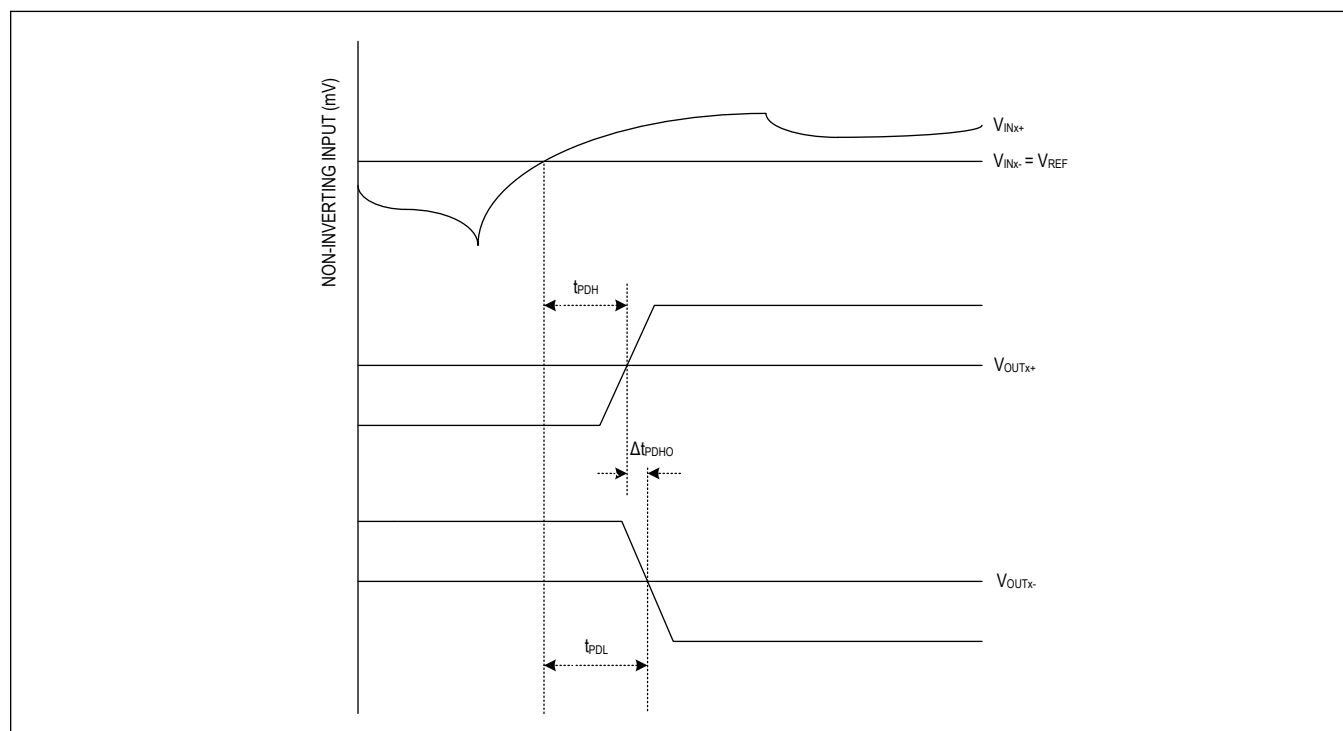 NON-INVERTING INPUT (mV)
VINx+
VINx- = VREF
tPDH
VOUTx+
ΔtPDHO
VOUTx-
tPDL